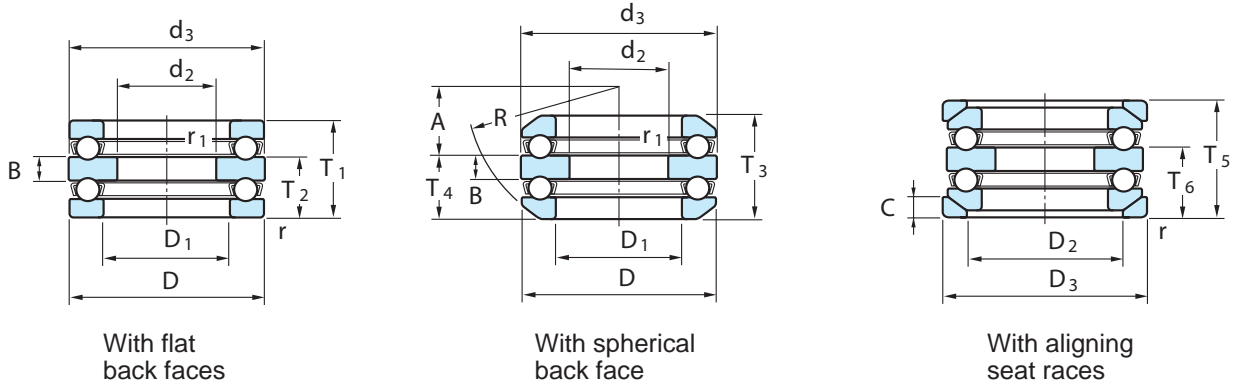 d3
d2
r1
B
T2
T1
D1
D
With flat
back faces
d3
d2
A
R
r1
T4
B
T3
D1
D
With spherical
back face
C
T6
T5
D2
r
D3
With aligning
seat races
r